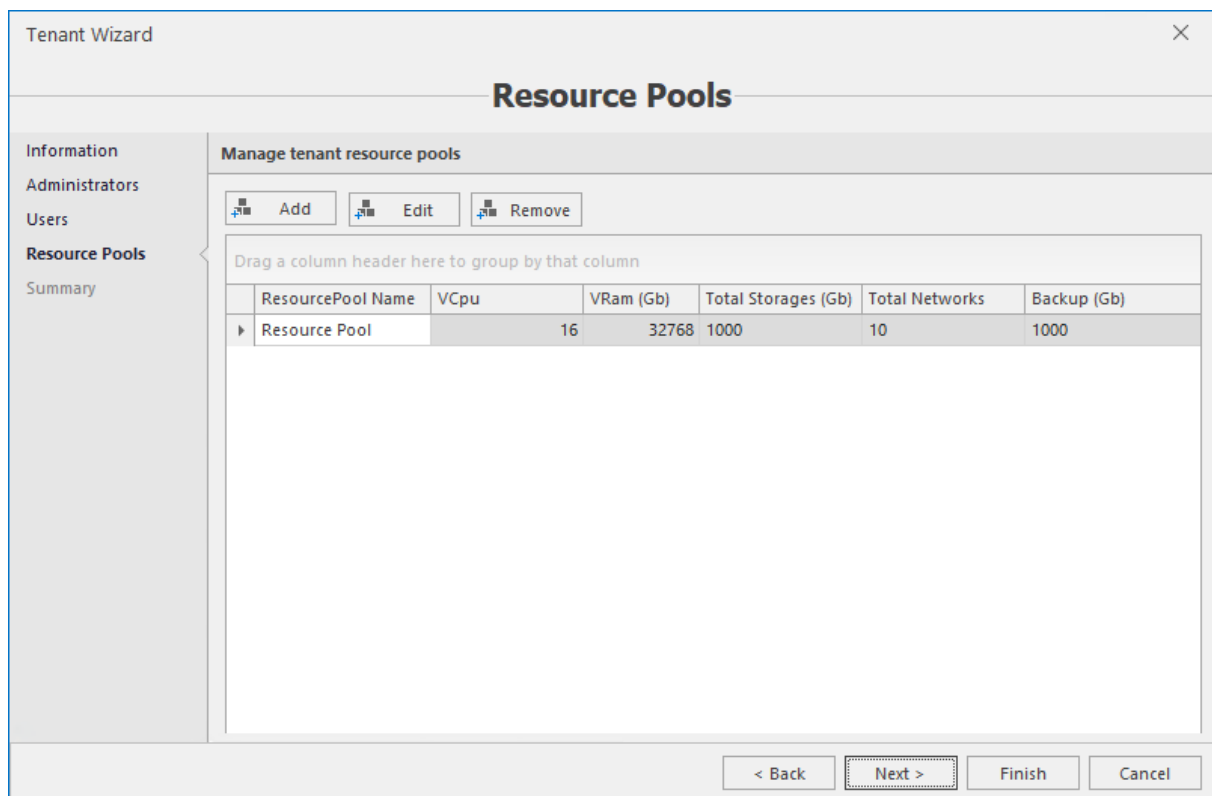 Tenant Wizard
Resource Pools
Information
Administrators
Users
Resource Pools
Summary
Manage tenant resource pools
Add Edit Remove
Drag a column header here to group by that column
ResourcePool Name VCpu VRam (Gb) Total Storages (Gb) Total Networks Backup (Gb)
Resource Pool 16 32768 1000 10 1000
< Back Next > Finish Cancel